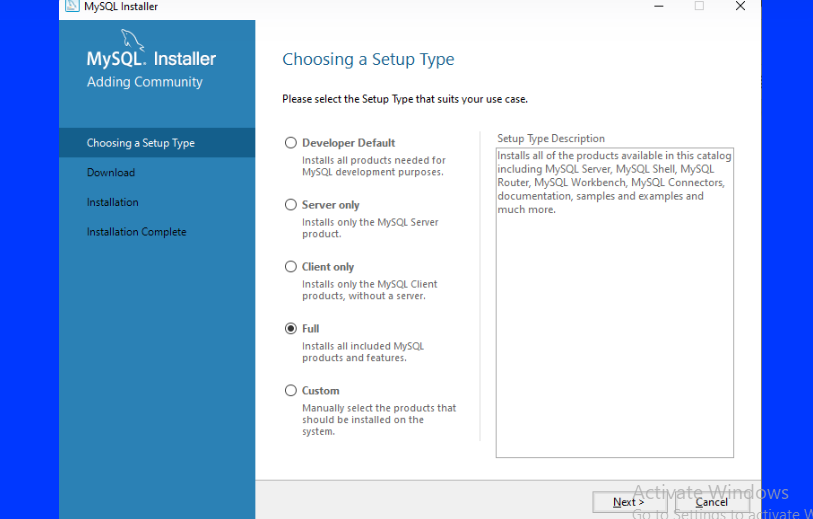 MySQL Installer
MySQL. Installer
Adding Community
Choosing a Setup Type
Download
Installation
Installation Complete
Choosing a Setup Type
Please select the Setup Type that suits your use case.
Developer Default
Installs all products needed for
MySQL development purposes.
Server only
Installs only the MySQL Server
product.
Client only
Installs only the MySQL Client
products, without a server.
Full
Installs all included MySQL
products and features.
Custom
Manually select the products that
should be installed on the
system.
Setup Type Description
Installs all of the products available in this catalog
including MySQL Server, MySQL Shell, MySQL
Router, MySQL Workbench, MySQL Connectors,
documentation, samples and examples and
much more.
Next >
Cancel
Activate Windows
Go to Settings to activate W